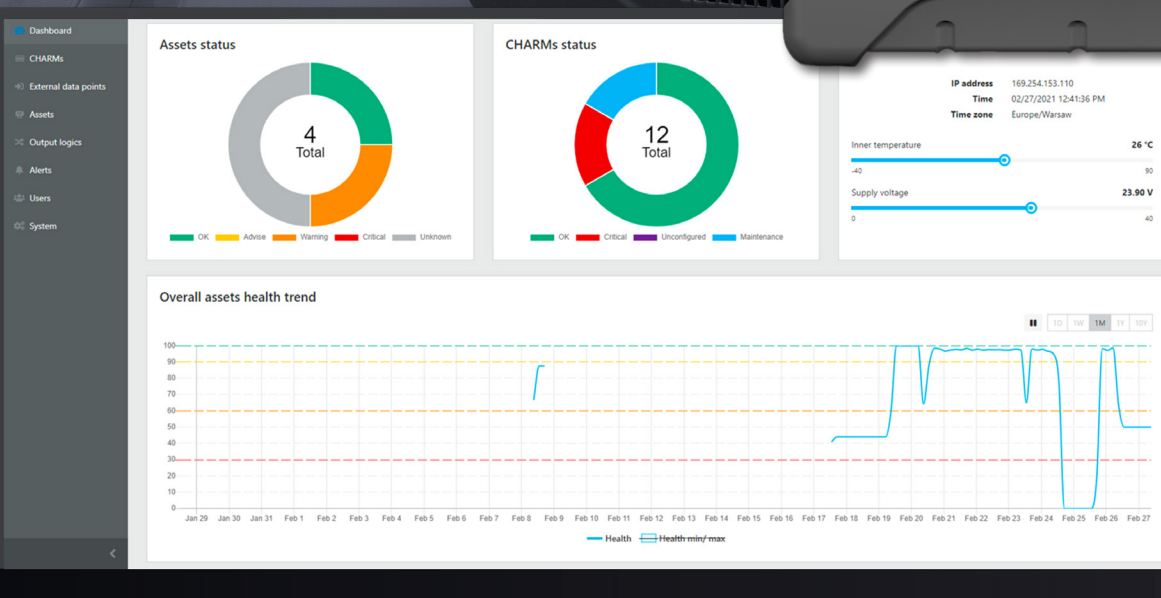 Dashboard
CHARMs
External data points
Assets
Output logics
Alerts
Users
System
Assets status
4
Total
OK Advise Warning Critical Unknown
CHARMs status
12
Total
OK Critical Unconfigured Maintenance
IP address 169.254.153.110
Time 02/27/2021 12:41:36 PM
Time zone Europe/Warsaw
Inner temperature 26 °C
-40 90
Supply voltage 23.90 V
0 40
Overall assets health trend
1D 1W 1M 1Y 10Y
100
90
80
70
60
50
40
30
20
10
0
Jan 29 Jan 30 Jan 31 Feb 1 Feb 2 Feb 3 Feb 4 Feb 5 Feb 6 Feb 7 Feb 8 Feb 9 Feb 10 Feb 11 Feb 12 Feb 13 Feb 14 Feb 15 Feb 16 Feb 17 Feb 18 Feb 19 Feb 20 Feb 21 Feb 22 Feb 23 Feb 24 Feb 25 Feb 26 Feb 27
Health Health min/ max